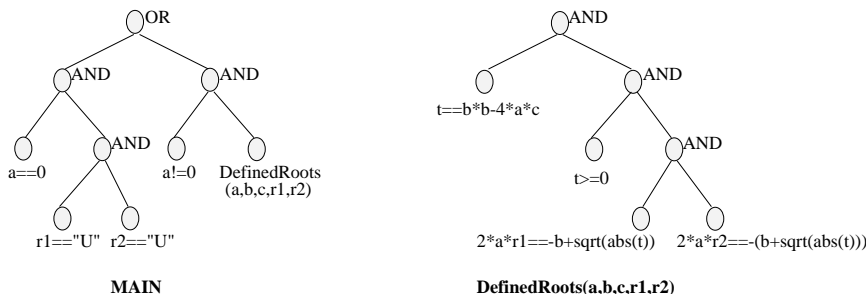 OR
AND
AND
AND
AND
t==b*b-4*a*c
AND
AND
a==0
a!=0
DefinedRoots
(a,b,c,r1,r2)
t>=0
r1=="U"
r2=="U"
2*a*r1==-b+sqrt(abs(t))
2*a*r2==-(b+sqrt(abs(t)))
MAIN
DefinedRoots(a,b,c,r1,r2)